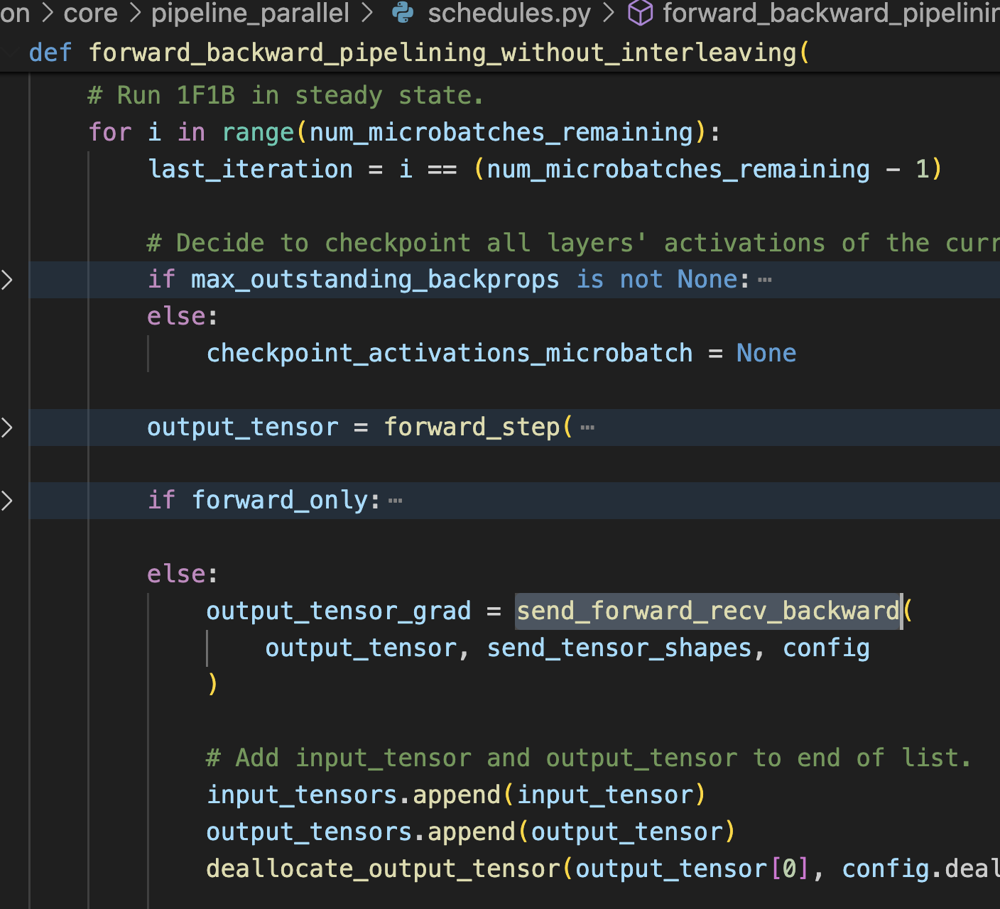 on > core > pipeline_parallel > schedules.py > forward_backward_pipelinin
def forward_backward_pipelining_without_interleaving(
# Run 1F1B in steady state.
for i in range(num_microbatches_remaining):
last_iteration = i == (num_microbatches_remaining - 1)
# Decide to checkpoint all layers' activations of the curr
if max_outstanding_backprops is not None:⋯
else:
checkpoint_activations_microbatch = None
output_tensor = forward_step(⋯
if forward_only:⋯
else:
output_tensor_grad = send_forward_recv_backward(
output_tensor, send_tensor_shapes, config
)
# Add input_tensor and output_tensor to end of list.
input_tensors.append(input_tensor)
output_tensors.append(output_tensor)
deallocate_output_tensor(output_tensor[0], config.deal